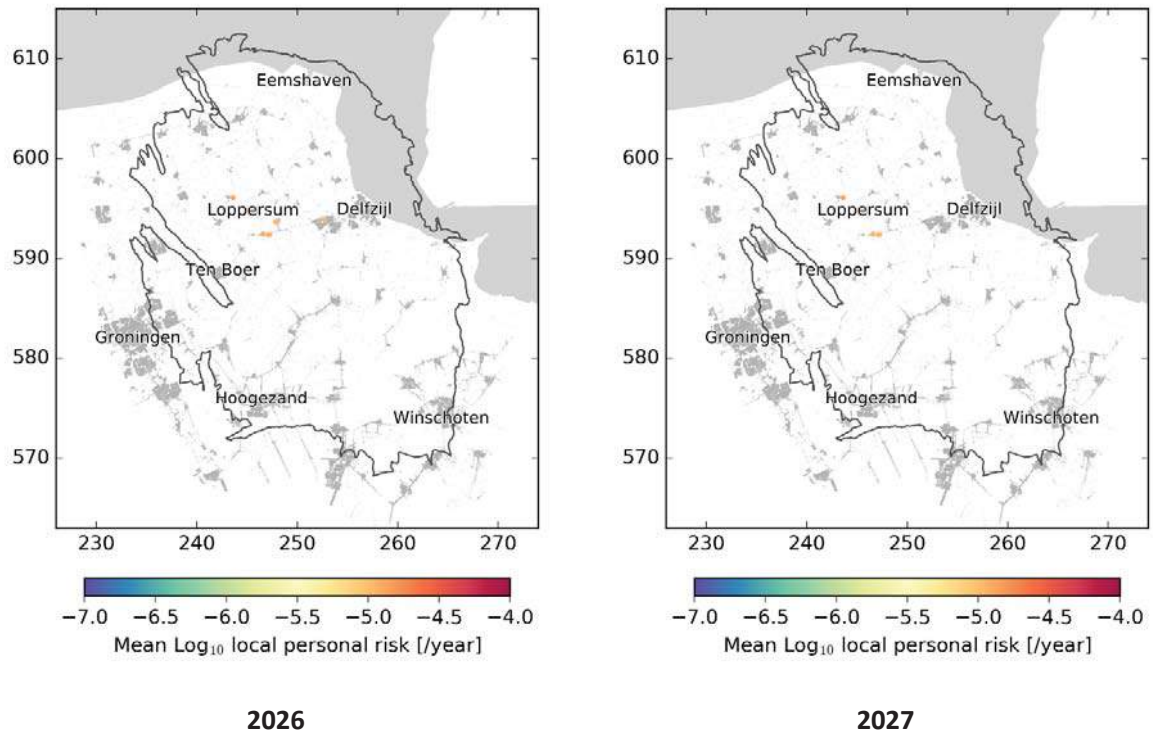 610
600
590
580
570
Eemshaven
Loppersum
Delfzijl
Ten Boer
Groningen
Hoogezand
Winschoten
230 240 250 260 270
−7.0 −6.5 −6.0 −5.5 −5.0 −4.5 −4.0
Mean Log₁₀ local personal risk [/year]
2026
610
600
590
580
570
Eemshaven
Loppersum
Delfzijl
Ten Boer
Groningen
Hoogezand
Winschoten
230 240 250 260 270
−7.0 −6.5 −6.0 −5.5 −5.0 −4.5 −4.0
Mean Log₁₀ local personal risk [/year]
2027